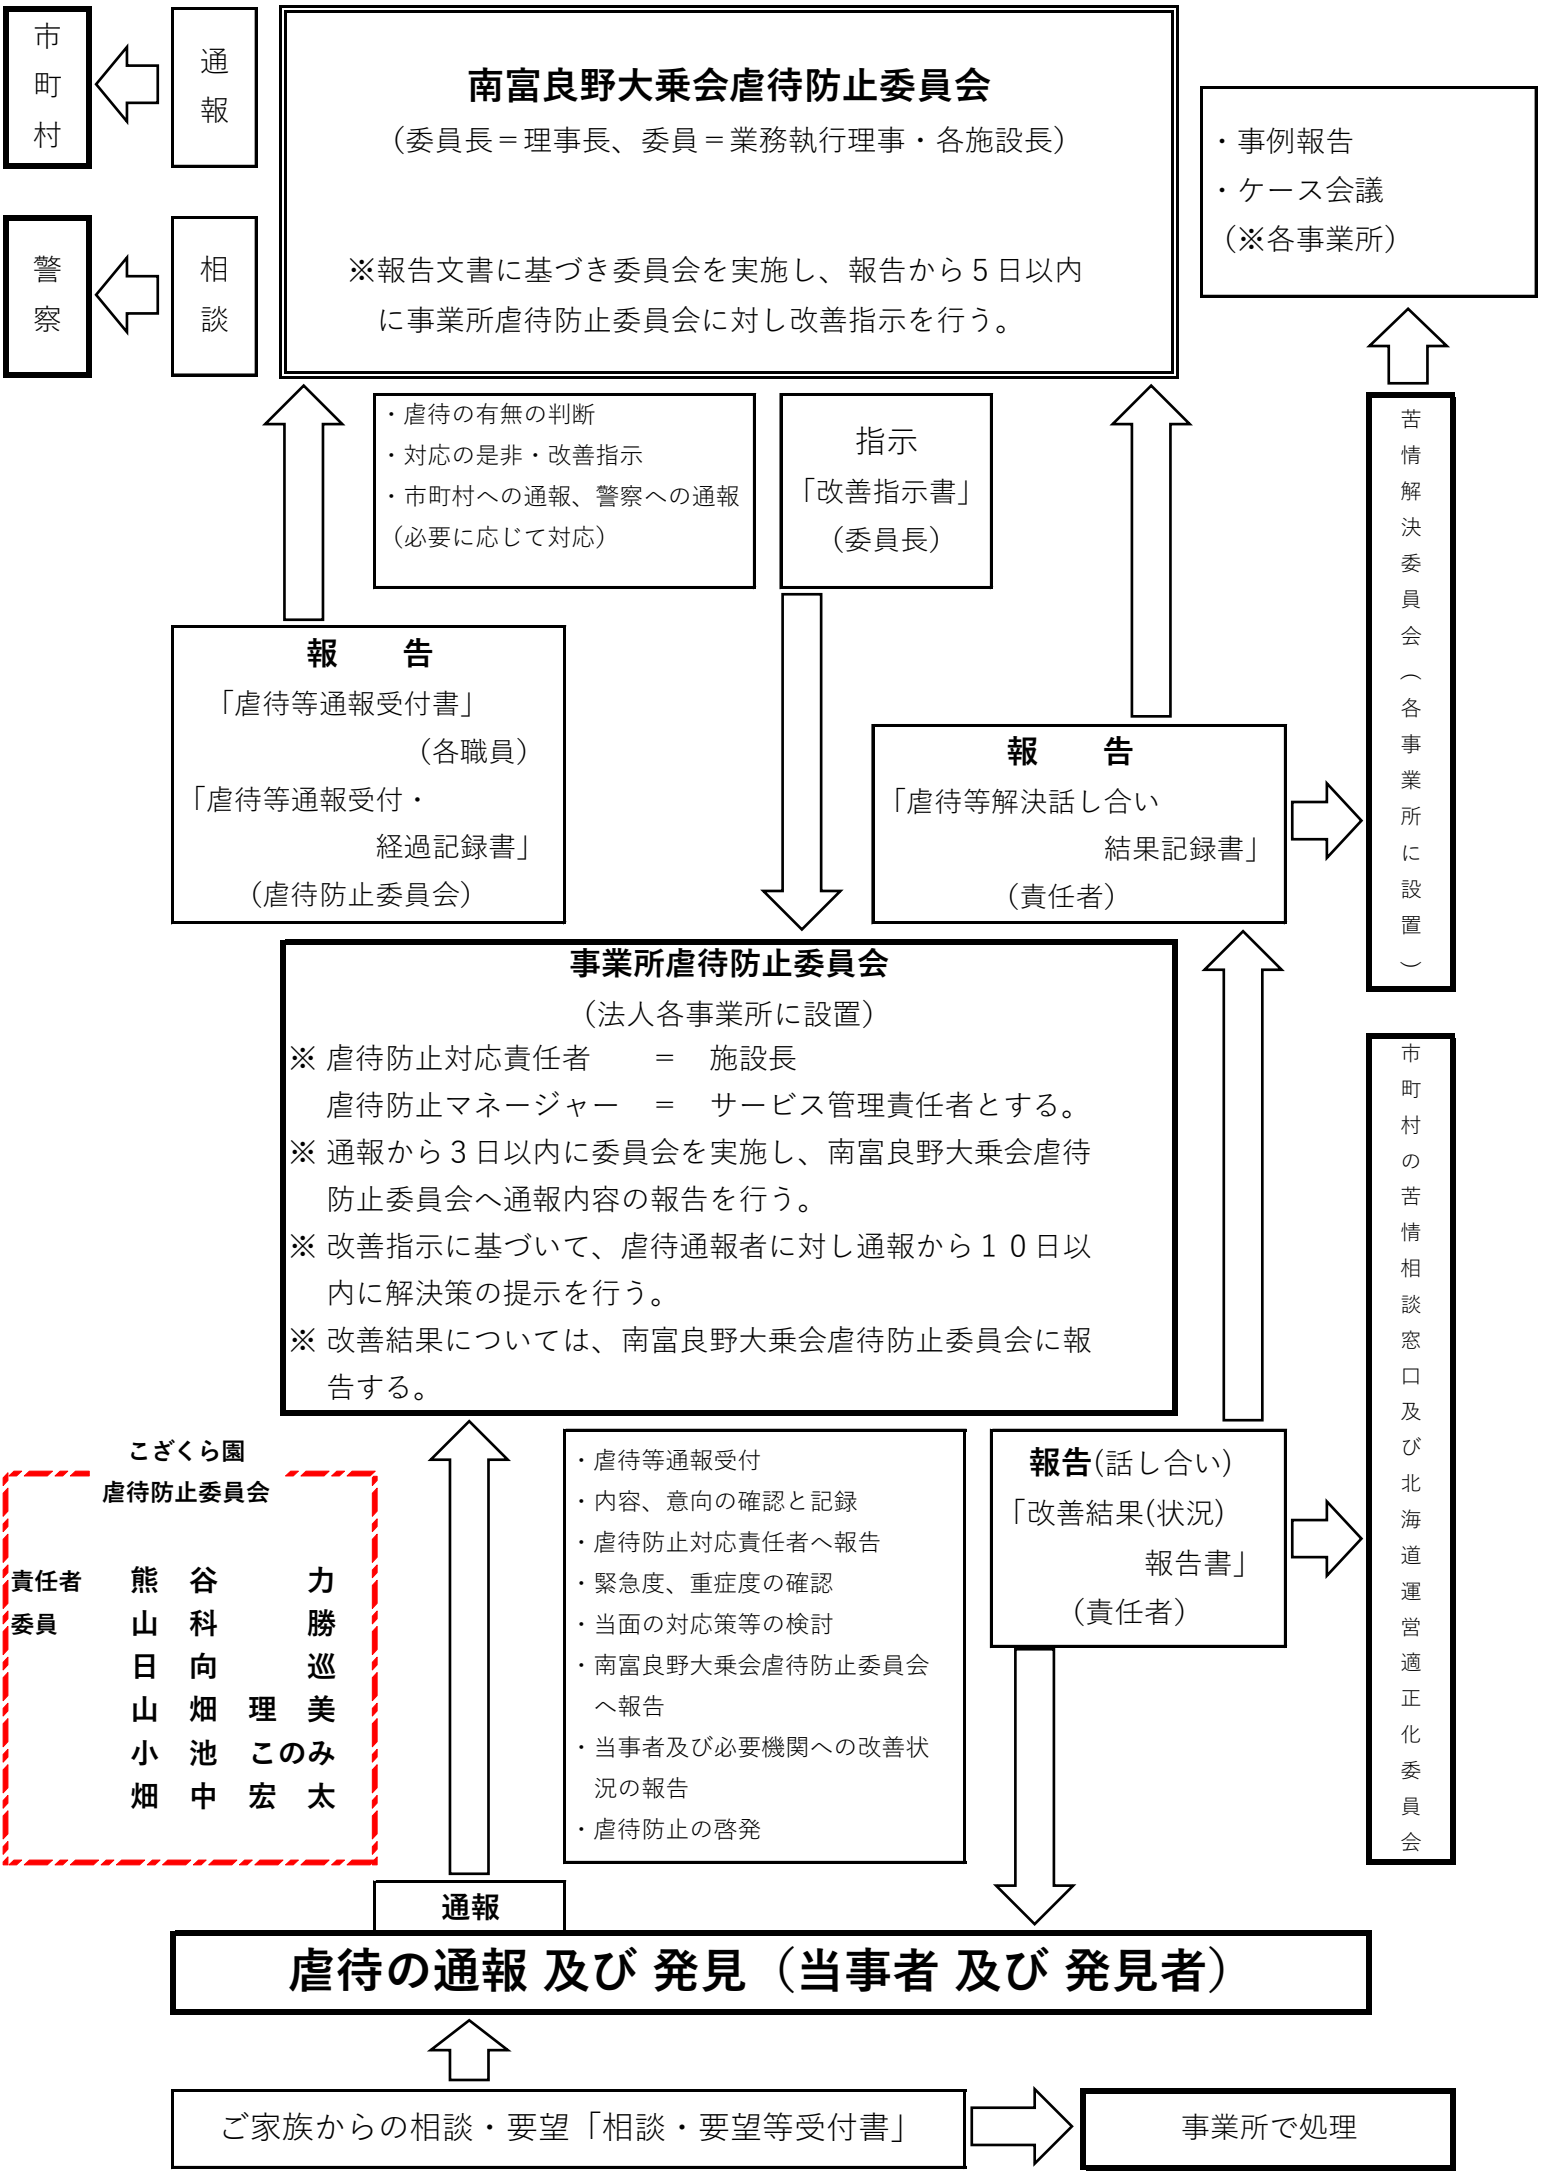 市町村
通報
南富良野大乗会虐待防止委員会
（委員長＝理事長、委員＝業務執行理事・各施設長）
※報告文書に基づき委員会を実施し、報告から５日以内
に事業所虐待防止委員会に対し改善指示を行う。
・事例報告
・ケース会議
（※各事業所）
警察
相談
・虐待の有無の判断
・対応の是非・改善指示
・市町村への通報、警察への通報
（必要に応じて対応）
指示
「改善指示書」
（委員長）
苦情解決委員会（各事業所に設置）
報　告
「虐待等通報受付書」
（各職員）
「虐待等通報受付・
経過記録書」
（虐待防止委員会）
報　告
「虐待等解決話し合い
結果記録書」
（責任者）
事業所虐待防止委員会
（法人各事業所に設置）
※ 虐待防止対応責任者　＝　施設長
虐待防止マネージャー　＝　サービス管理責任者とする。
※ 通報から３日以内に委員会を実施し、南富良野大乗会虐待
防止委員会へ通報内容の報告を行う。
※ 改善指示に基づいて、虐待通報者に対し通報から１０日以
内に解決策の提示を行う。
※ 改善結果については、南富良野大乗会虐待防止委員会に報
告する。
市町村の苦情相談窓口及び北海道運営適正化委員会
こざくら園
虐待防止委員会
責任者　熊　谷　　　力
委員　山　科　　　勝
日　向　　　巡
山　畑　理　美
小　池　このみ
畑　中　宏　太
・虐待等通報受付
・内容、意向の確認と記録
・虐待防止対応責任者へ報告
・緊急度、重症度の確認
・当面の対応策等の検討
・南富良野大乗会虐待防止委員会
へ報告
・当事者及び必要機関への改善状
況の報告
・虐待防止の啓発
報告(話し合い)
「改善結果(状況)
報告書」
（責任者）
通報
虐待の通報 及び 発見（当事者 及び 発見者）
ご家族からの相談・要望「相談・要望等受付書」
事業所で処理